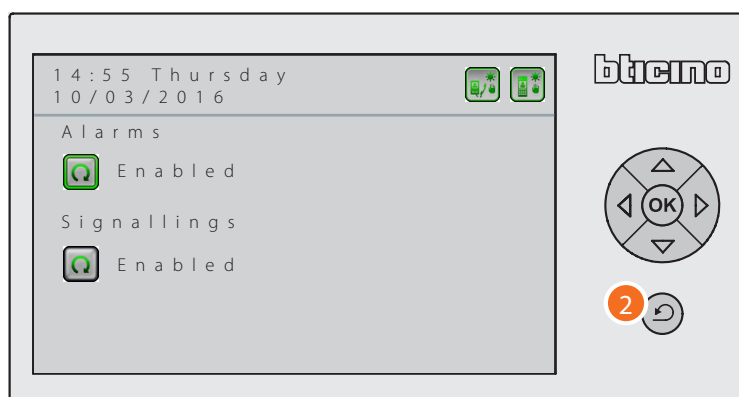 14:55 Thursday
10/03/2016
bticino
Alarms
Enabled
Signallings
Enabled
OK
2